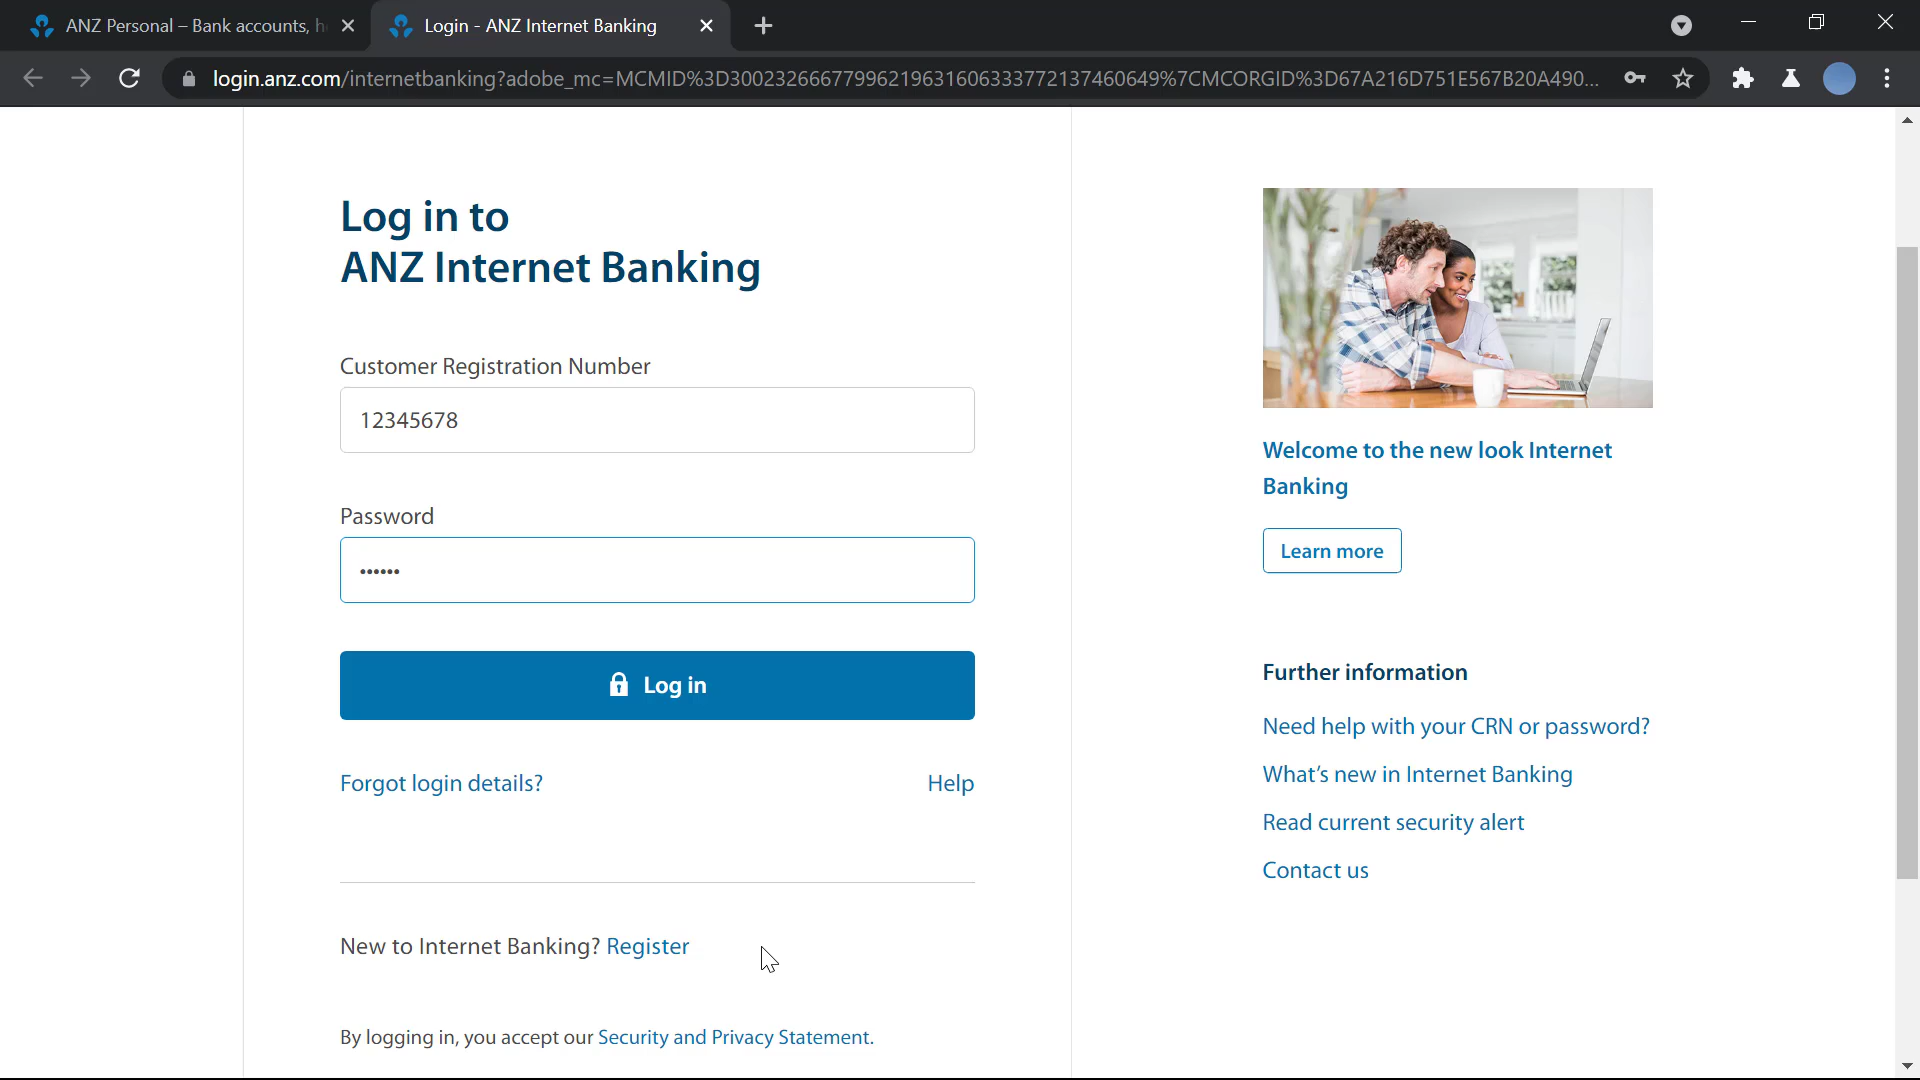 ANZ Personal – Bank accounts, h
Login - ANZ Internet Banking
login.anz.com/internetbanking?adobe_mc=MCMID%3D30023266677996219631606333772137460649%7CMCORGID%3D67A216D751E567B20A490...
Log in to
ANZ Internet Banking
Customer Registration Number
12345678
Password
••••••
Log in
Forgot login details?
Help
New to Internet Banking? Register
By logging in, you accept our Security and Privacy Statement.
Welcome to the new look Internet
Banking
Learn more
Further information
Need help with your CRN or password?
What's new in Internet Banking
Read current security alert
Contact us